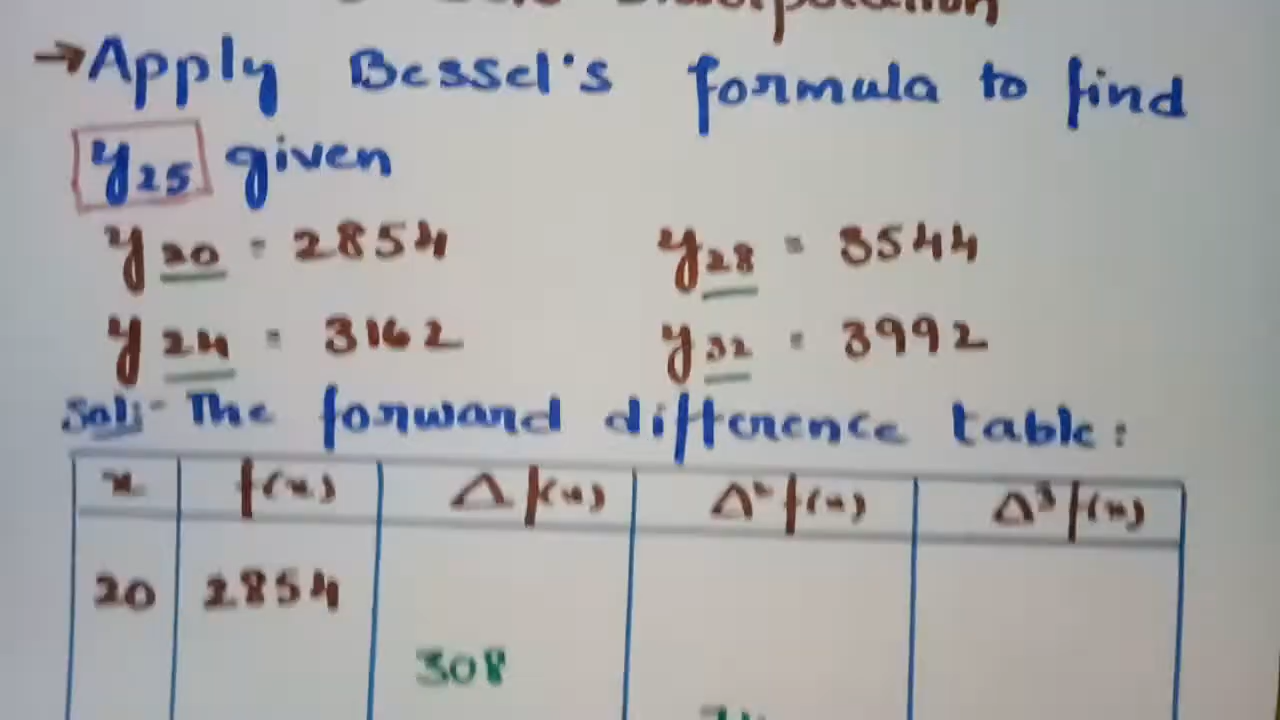 →Apply Bessel's formula to find
y25 given
y20 = 2854 y28 = 3544
y24 = 3162 y32 = 3992
Sol:- The forward difference table:
x f(x) Δf(x) Δ²f(x) Δ³f(x)
20 2854
308